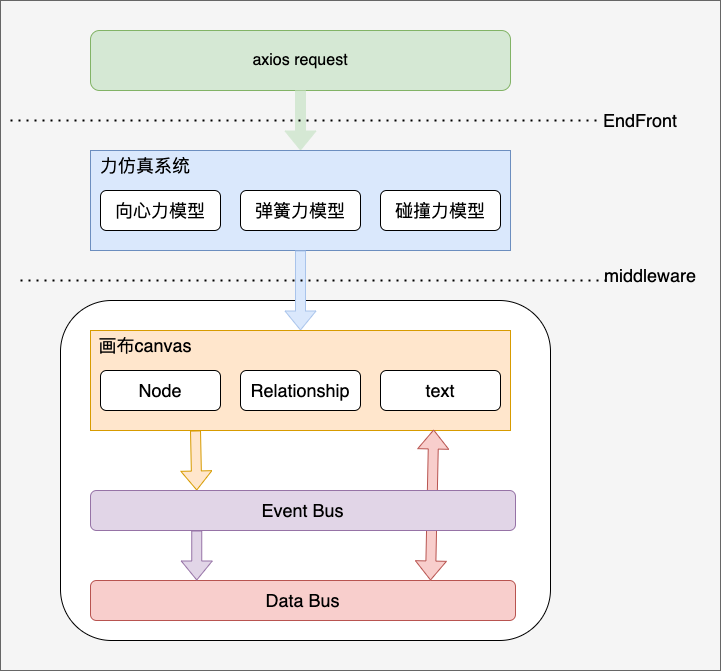 axios request
EndFront
力仿真系统
向心力模型
弹簧力模型
碰撞力模型
middleware
画布canvas
Node
Relationship
text
Event Bus
Data Bus